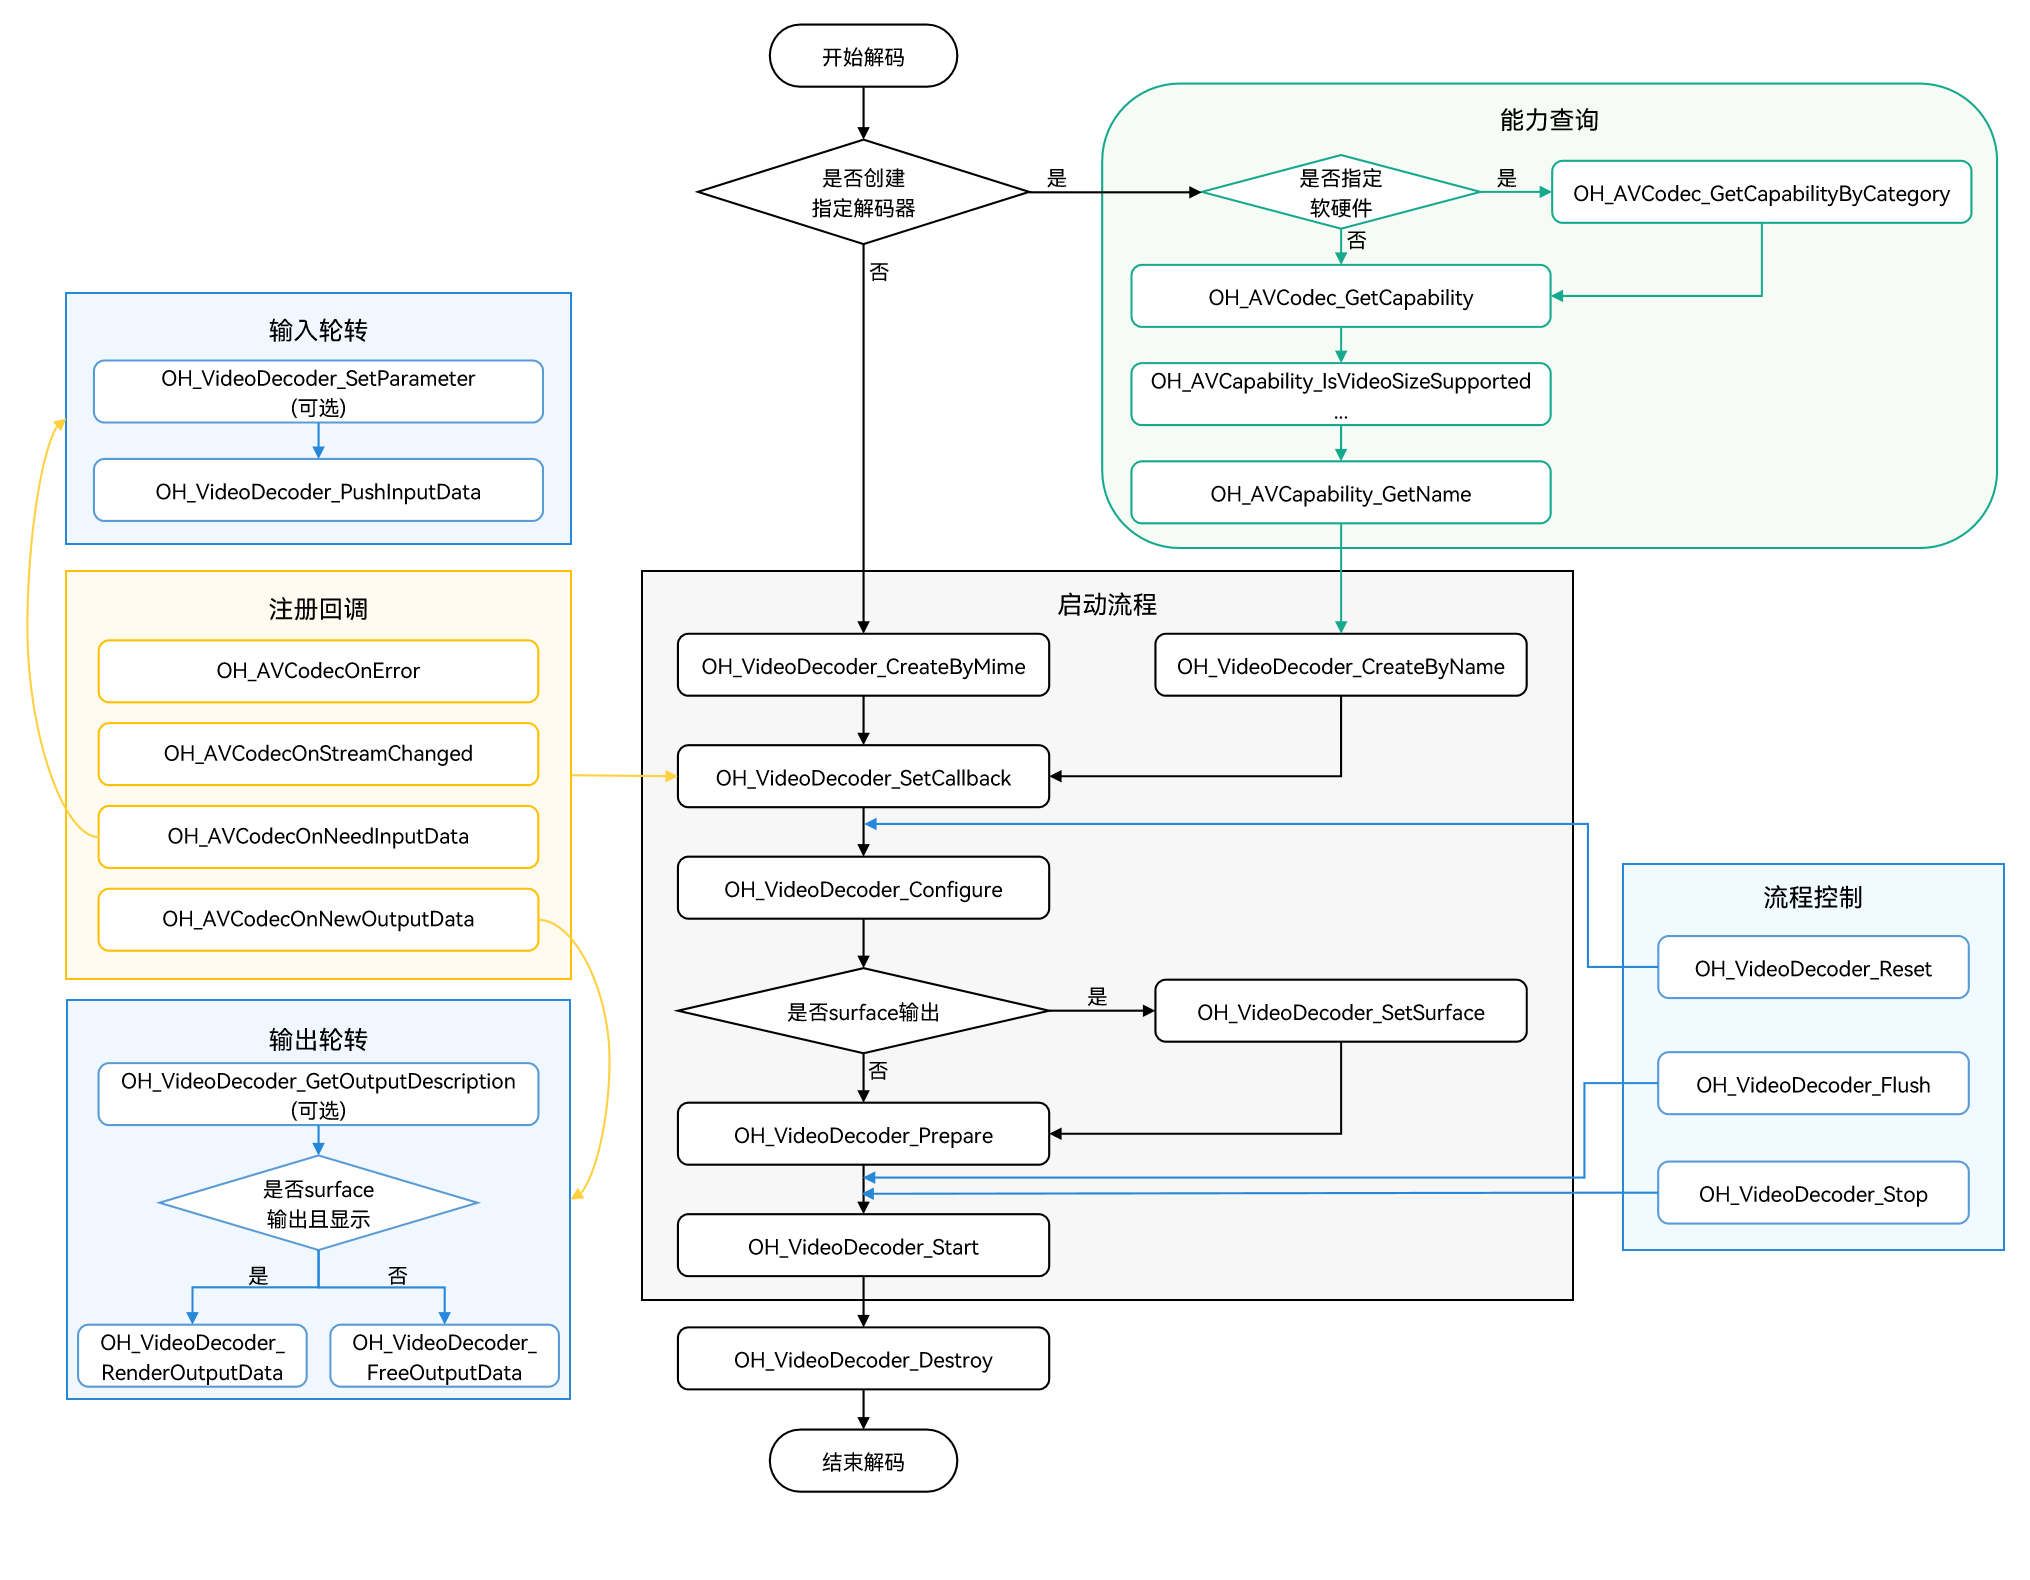 开始解码
是否创建
指定解码器
是
否
能力查询
是否指定
软硬件
是
否
OH_AVCodec_GetCapabilityByCategory
OH_AVCodec_GetCapability
OH_AVCapability_IsVideoSizeSupported
...
OH_AVCapability_GetName
输入轮转
OH_VideoDecoder_SetParameter
(可选)
OH_VideoDecoder_PushInputData
注册回调
OH_AVCodecOnError
OH_AVCodecOnStreamChanged
OH_AVCodecOnNeedInputData
OH_AVCodecOnNewOutputData
输出轮转
OH_VideoDecoder_GetOutputDescription
(可选)
是否surface
输出且显示
是
否
OH_VideoDecoder_
RenderOutputData
OH_VideoDecoder_
FreeOutputData
启动流程
OH_VideoDecoder_CreateByMime
OH_VideoDecoder_CreateByName
OH_VideoDecoder_SetCallback
OH_VideoDecoder_Configure
是否surface输出
是
否
OH_VideoDecoder_SetSurface
OH_VideoDecoder_Prepare
OH_VideoDecoder_Start
OH_VideoDecoder_Destroy
结束解码
流程控制
OH_VideoDecoder_Reset
OH_VideoDecoder_Flush
OH_VideoDecoder_Stop